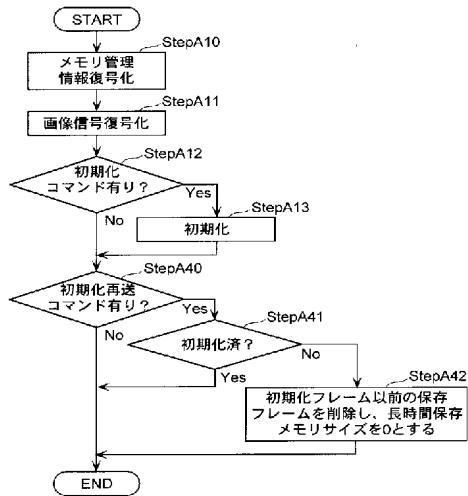 START
StepA10
メモリ管理
情報復号化
StepA11
画像信号復号化
StepA12
初期化
コマンド有り？
Yes
No
StepA13
初期化
StepA40
初期化再送
コマンド有り？
Yes
No
StepA41
初期化済？
No
Yes
StepA42
初期化フレーム以前の保存
フレームを削除し、長時間保存
メモリサイズを0とする
END